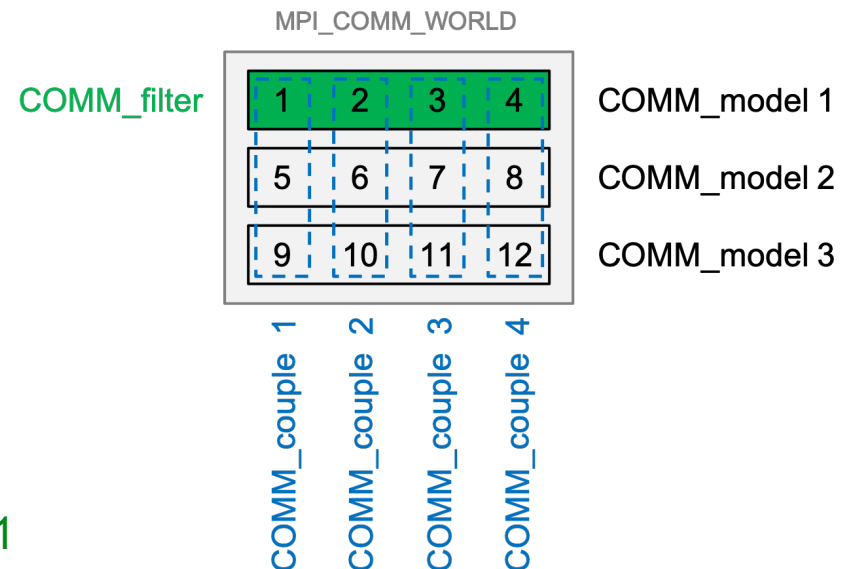 MPI_COMM_WORLD
COMM_filter 1 2 3 4 COMM_model 1
5 6 7 8 COMM_model 2
9 10 11 12 COMM_model 3
COMM_couple 1
COMM_couple 2
COMM_couple 3
COMM_couple 4
1